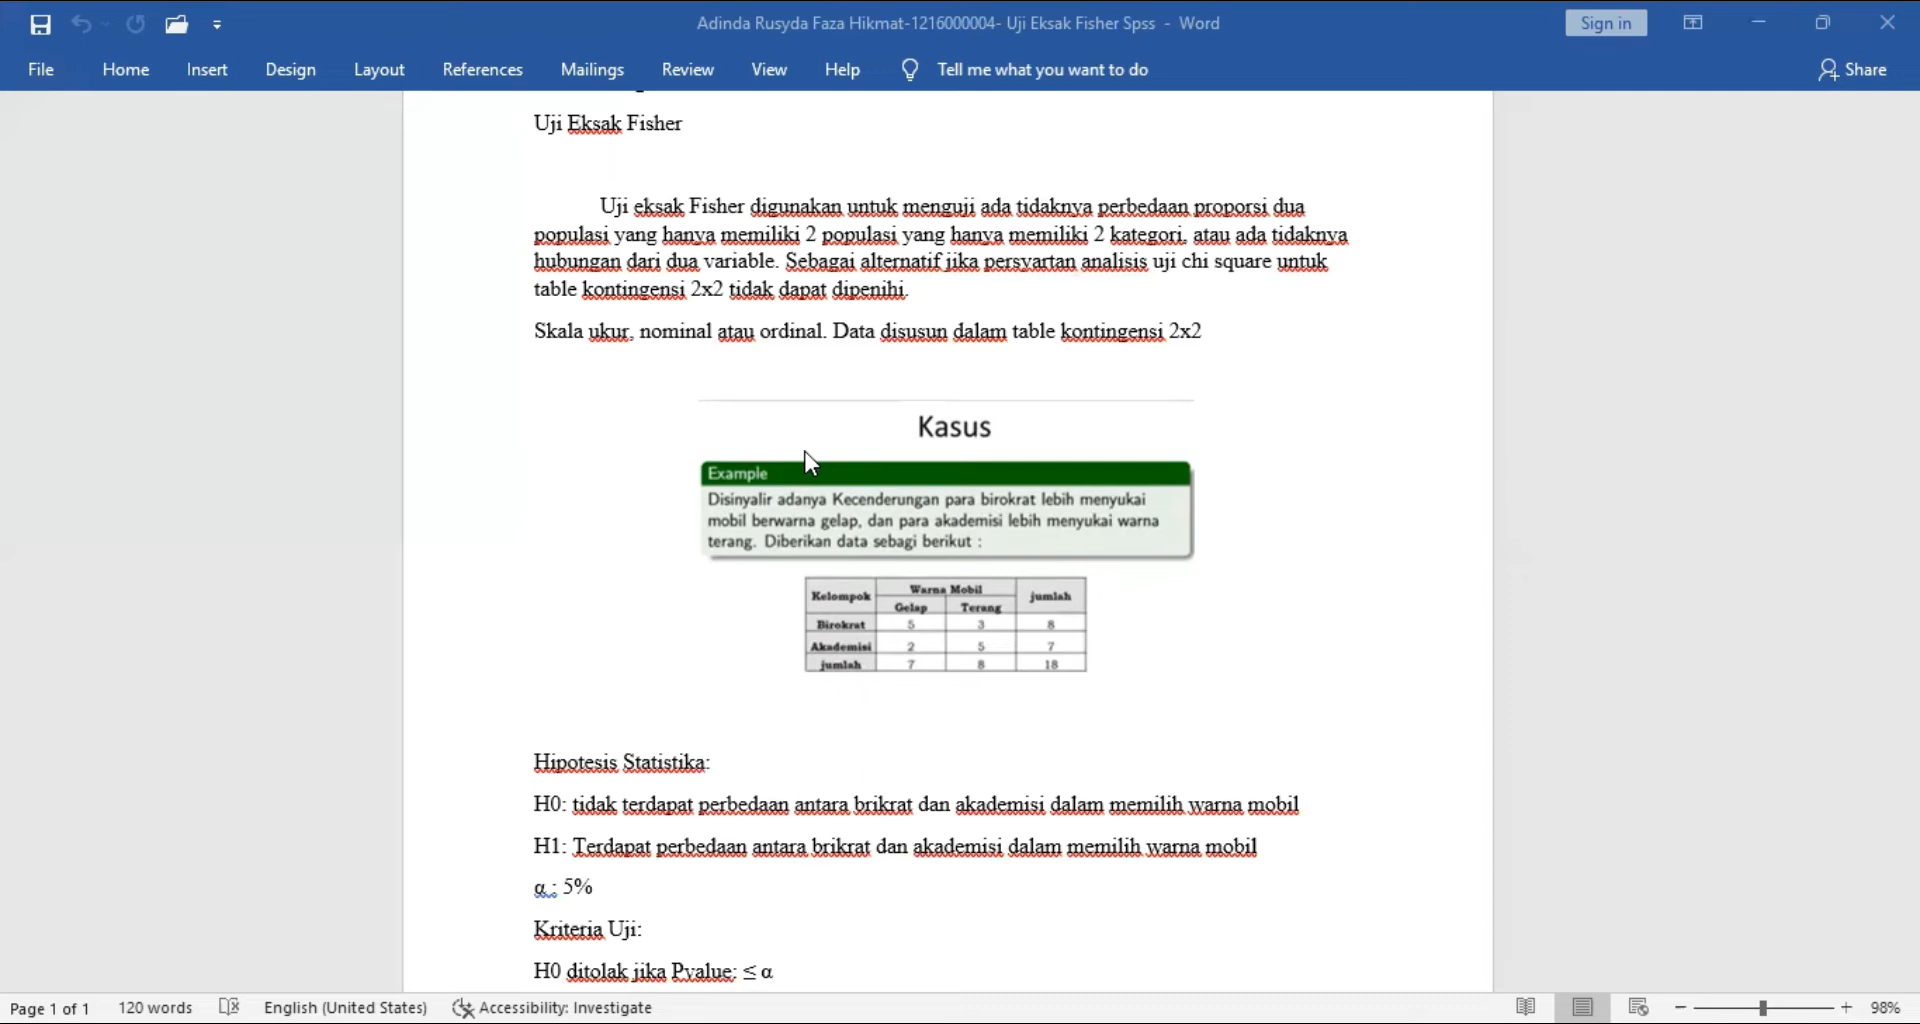 Adinda Rusyda Faza Hikmat-1216000004- Uji Eksak Fisher Spss - Word
Sign in
File Home Insert Design Layout References Mailings Review View Help Tell me what you want to do Share
Uji Eksak Fisher
Uji eksak Fisher digunakan untuk menguji ada tidaknya perbedaan proporsi dua
populasi yang hanya memiliki 2 populasi yang hanya memiliki 2 kategori, atau ada tidaknya
hubungan dari dua variable. Sebagai alternatif jika persyartan analisis uji chi square untuk
table kontingensi 2x2 tidak dapat dipenihi.
Skala ukur, nominal atau ordinal. Data disusun dalam table kontingensi 2x2
Kasus
Example
Disinyalir adanya Kecenderungan para birokrat lebih menyukai
mobil berwarna gelap, dan para akademisi lebih menyukai warna
terang. Diberikan data sebagi berikut :
Kelompok Warna Mobil jumlah
Gelap Terang
Birokrat 5 3 8
Akademisi 2 5 7
jumlah 7 8 18
Hipotesis Statistika:
H0: tidak terdapat perbedaan antara brikrat dan akademisi dalam memilih warna mobil
H1: Terdapat perbedaan antara brikrat dan akademisi dalam memilih warna mobil
α : 5%
Kriteria Uji:
H0 ditolak jika Pvalue: ≤ α
Page 1 of 1 120 words English (United States) Accessibility: Investigate 98%